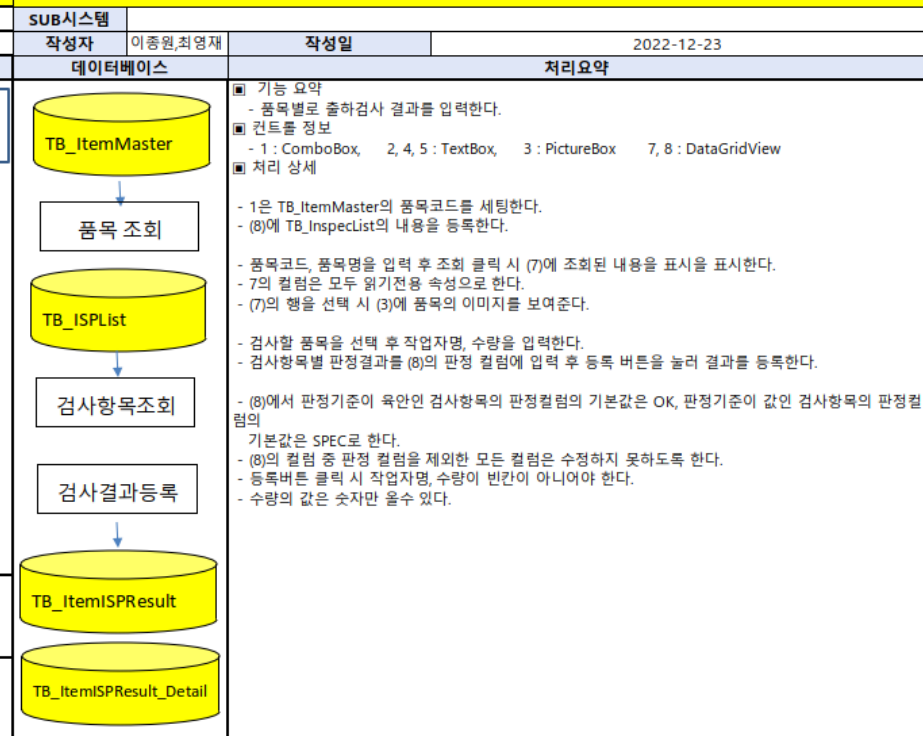 SUB시스템
작성자 이종원,최영재 작성일 2022-12-23
데이터베이스 처리요약
TB_ItemMaster
품목 조회
TB_ISPList
검사항목조회
검사결과등록
TB_ItemISPResult
TB_ItemISPResult_Detail
▣ 기능 요약
- 품목별로 출하검사 결과를 입력한다.
▣ 컨트롤 정보
- 1 : ComboBox, 2, 4, 5 : TextBox, 3 : PictureBox 7, 8 : DataGridView
▣ 처리 상세
- 1은 TB_ItemMaster의 품목코드를 세팅한다.
- (8)에 TB_InspecList의 내용을 등록한다.
- 품목코드, 품목명을 입력 후 조회 클릭 시 (7)에 조회된 내용을 표시을 표시한다.
- 7의 컬럼은 모두 읽기전용 속성으로 한다.
- (7)의 행을 선택 시 (3)에 품목의 이미지를 보여준다.
- 검사할 품목을 선택 후 작업자명, 수량을 입력한다.
- 검사항목별 판정결과를 (8)의 판정 컬럼에 입력 후 등록 버튼을 눌러 결과를 등록한다.
- (8)에서 판정기준이 육안인 검사항목의 판정컬럼의 기본값은 OK, 판정기준이 값인 검사항목의 판정컬
럼의
기본값은 SPEC로 한다.
- (8)의 컬럼 중 판정 컬럼을 제외한 모든 컬럼은 수정하지 못하도록 한다.
- 등록버튼 클릭 시 작업자명, 수량이 빈칸이 아니어야 한다.
- 수량의 값은 숫자만 올수 있다.